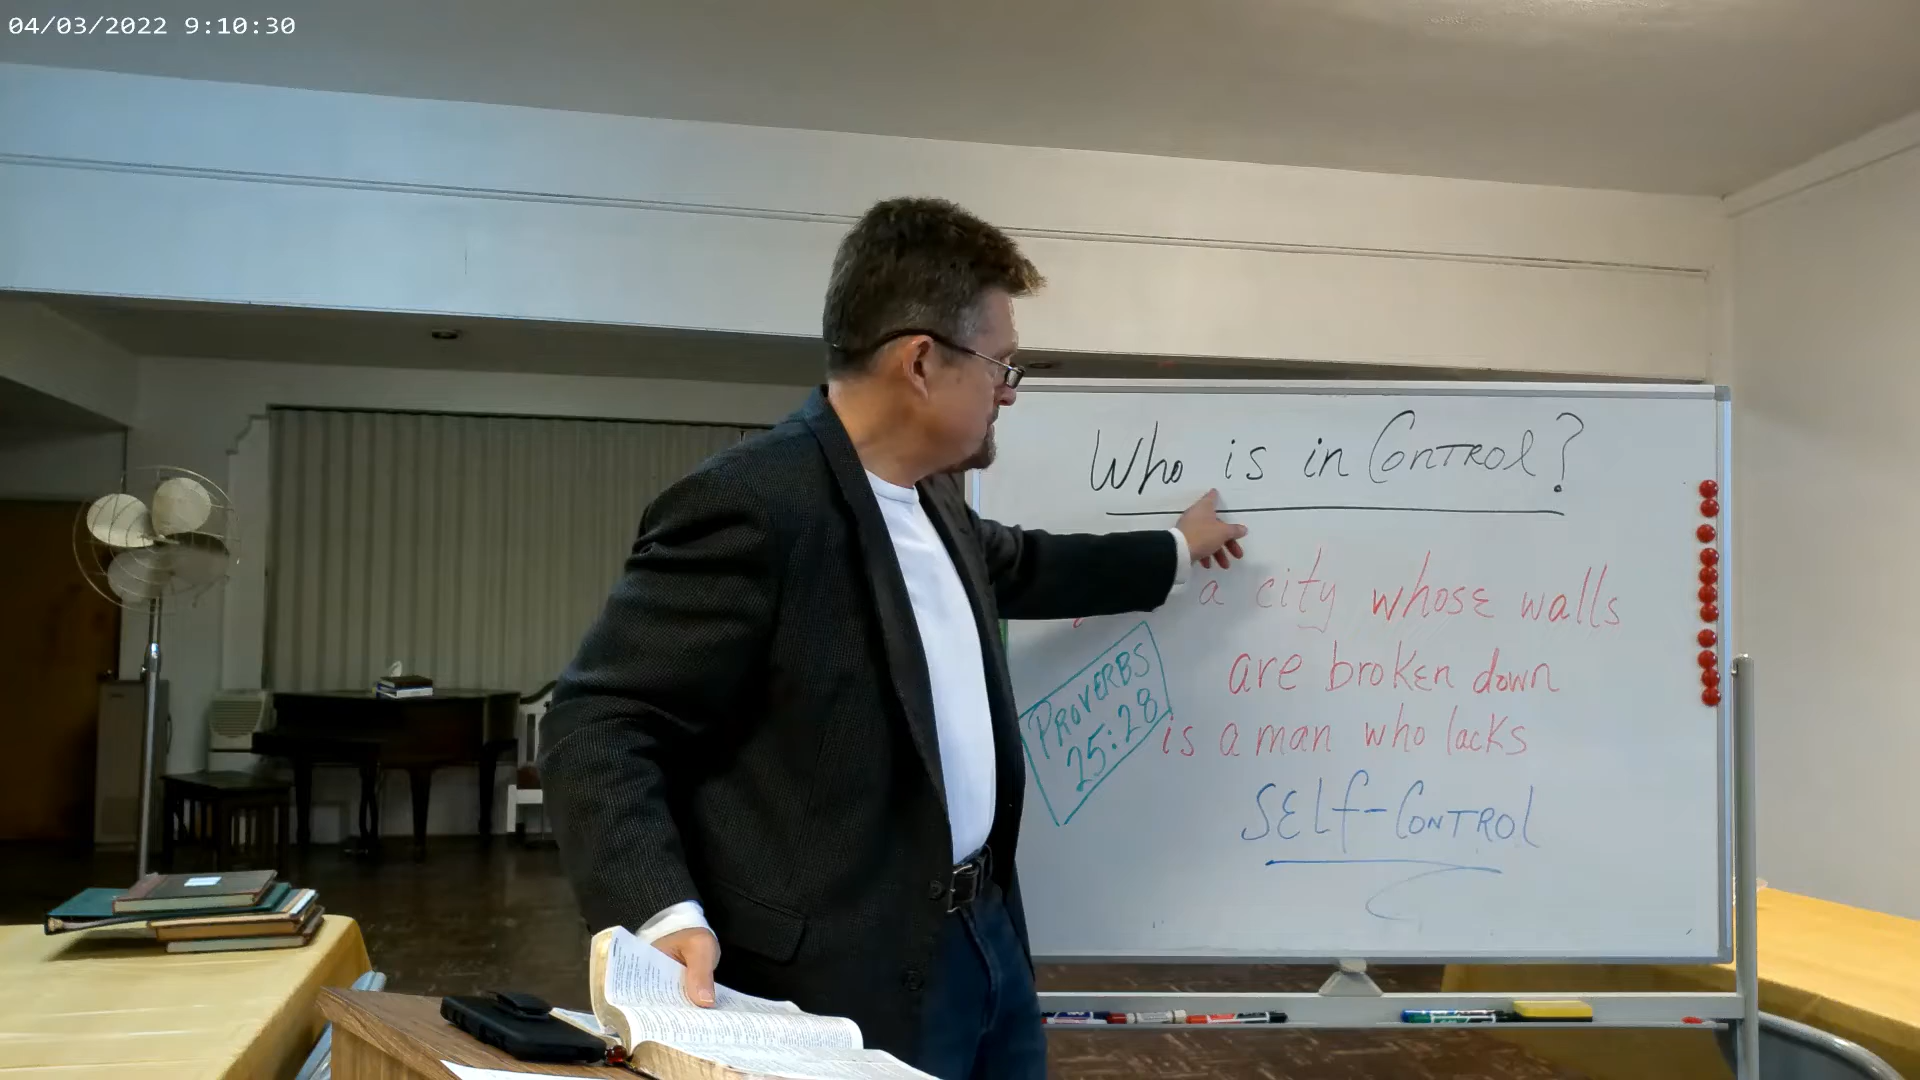 04/03/2022 9:10:30
Who is in Control?
a city whose walls
are broken down
is a man who lacks
Self-Control
PROVERBS
25:28